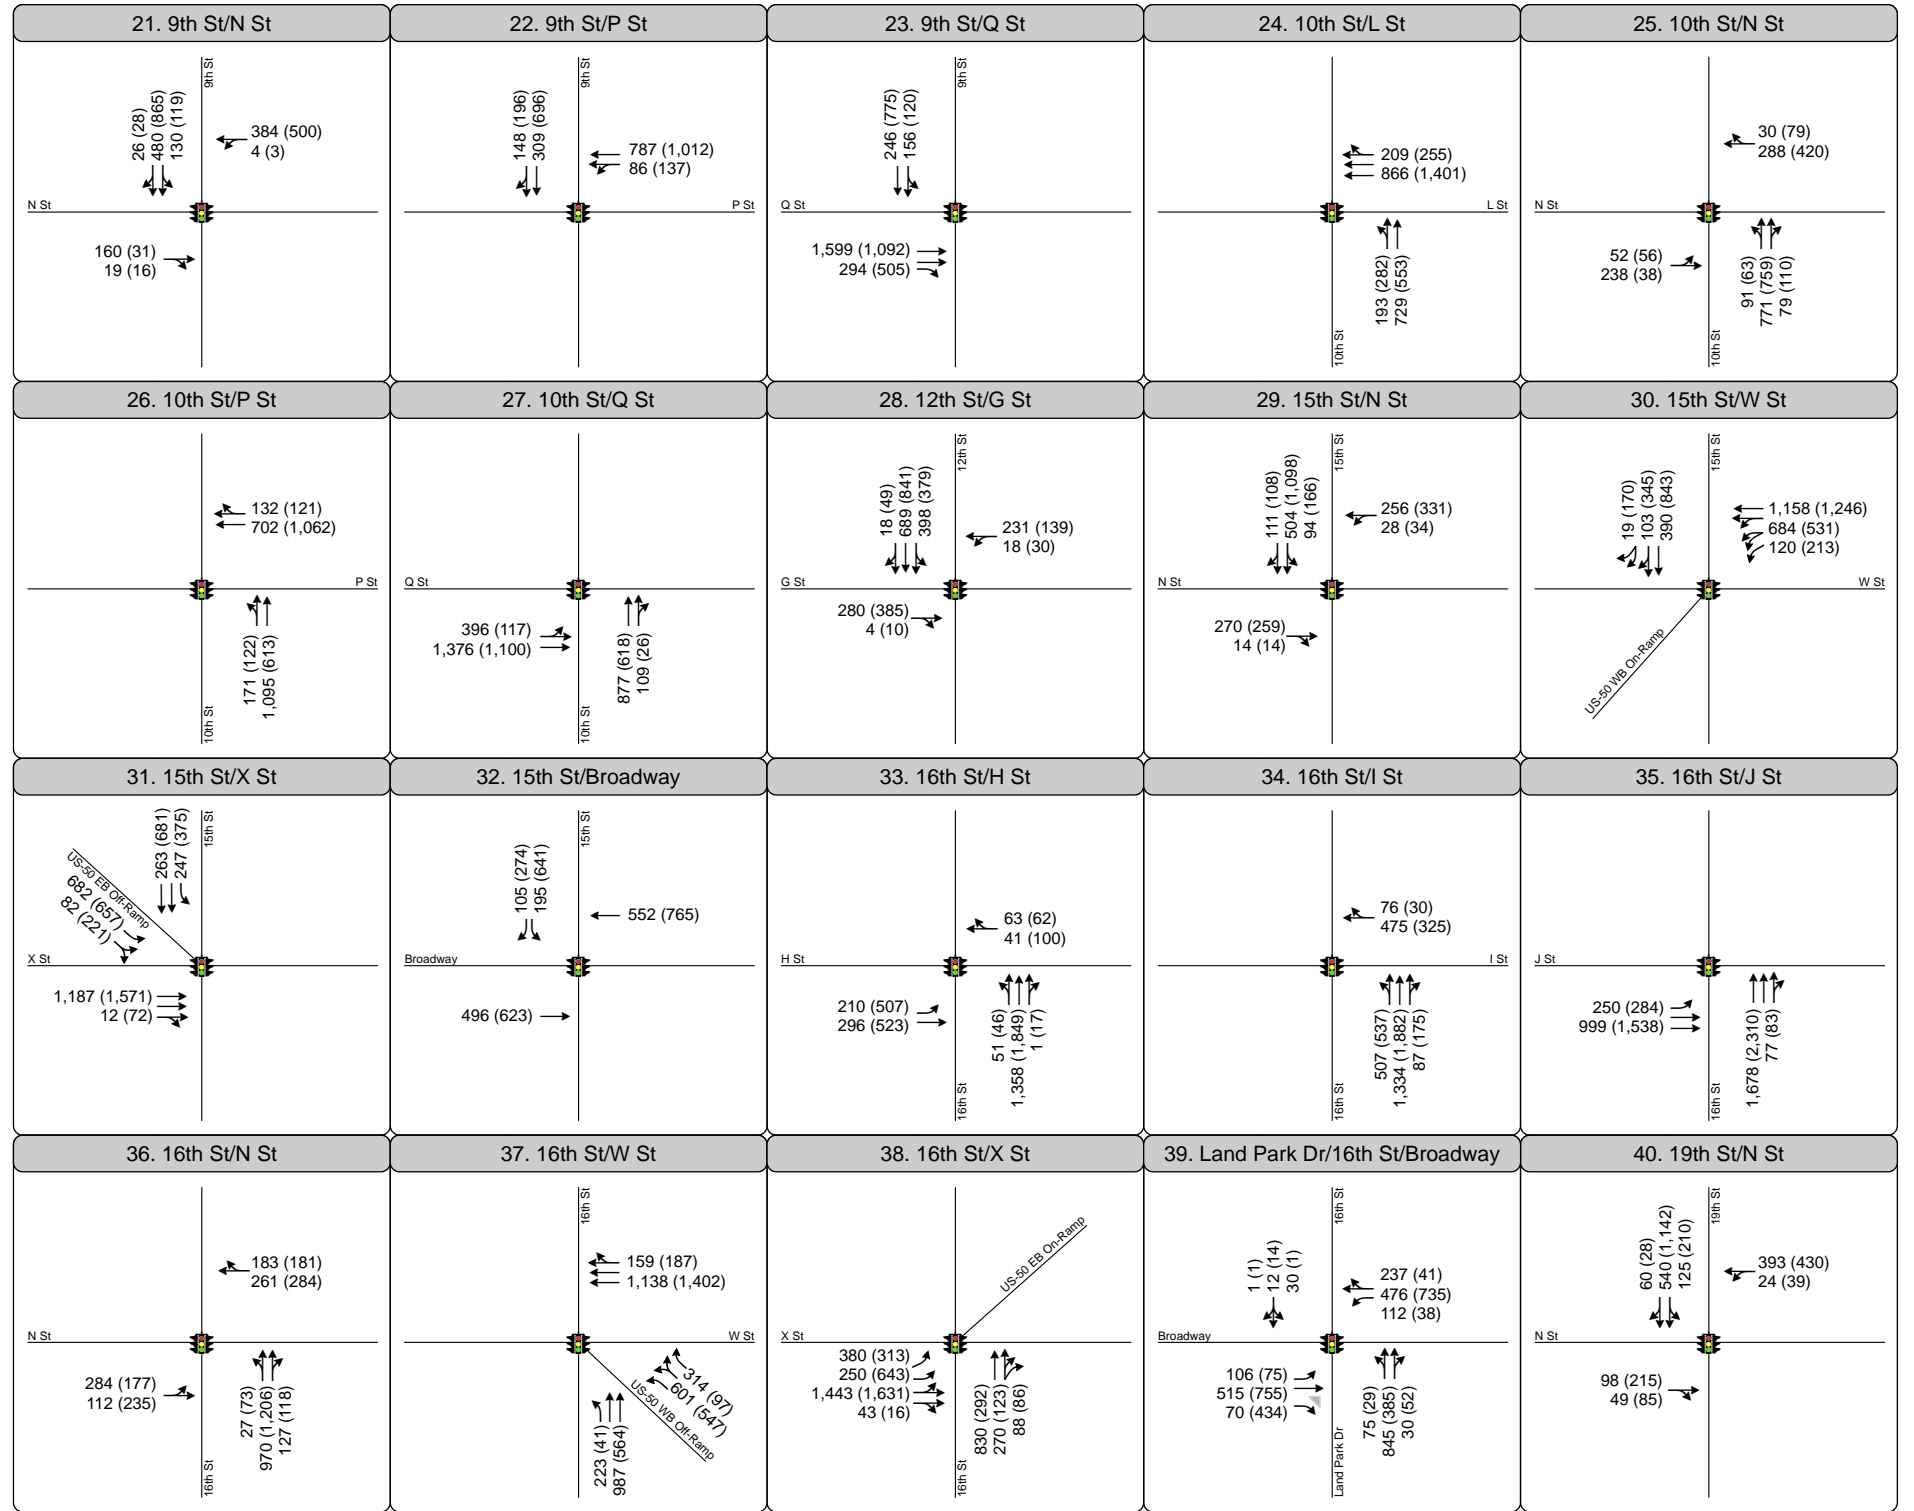 21. 9th St/N St
9th St
26 (28)
480 (865)
130 (119)
384 (500)
4 (3)
N St
160 (31)
19 (16)
22. 9th St/P St
9th St
148 (196)
309 (696)
787 (1,012)
86 (137)
P St
23. 9th St/Q St
9th St
246 (775)
156 (120)
Q St
1,599 (1,092)
294 (505)
24. 10th St/L St
209 (255)
866 (1,401)
L St
193 (282)
729 (553)
10th St
25. 10th St/N St
30 (79)
288 (420)
N St
52 (56)
238 (38)
91 (63)
771 (759)
79 (110)
10th St
26. 10th St/P St
132 (121)
702 (1,062)
P St
171 (122)
1,095 (613)
10th St
27. 10th St/Q St
Q St
396 (117)
1,376 (1,100)
877 (618)
109 (26)
10th St
28. 12th St/G St
12th St
18 (49)
689 (841)
398 (379)
231 (139)
18 (30)
G St
280 (385)
4 (10)
29. 15th St/N St
15th St
111 (108)
504 (1,098)
94 (166)
256 (331)
28 (34)
N St
270 (259)
14 (14)
30. 15th St/W St
15th St
19 (170)
103 (345)
390 (843)
1,158 (1,246)
684 (531)
120 (213)
W St
US-50 WB On-Ramp
31. 15th St/X St
15th St
263 (681)
247 (375)
US-50 EB Off-Ramp
682 (657)
82 (221)
X St
1,187 (1,571)
12 (72)
32. 15th St/Broadway
15th St
105 (274)
195 (641)
552 (765)
Broadway
496 (623)
33. 16th St/H St
63 (62)
41 (100)
H St
210 (507)
296 (523)
51 (46)
1,358 (1,849)
1 (17)
16th St
34. 16th St/I St
76 (30)
475 (325)
I St
507 (537)
1,334 (1,882)
87 (175)
16th St
35. 16th St/J St
J St
250 (284)
999 (1,538)
1,678 (2,310)
77 (83)
16th St
36. 16th St/N St
183 (181)
261 (284)
N St
284 (177)
112 (235)
27 (73)
970 (1,206)
127 (118)
16th St
37. 16th St/W St
16th St
159 (187)
1,138 (1,402)
W St
314 (97)
601 (547)
US-50 WB Off-Ramp
223 (41)
987 (564)
38. 16th St/X St
US-50 EB On-Ramp
X St
380 (313)
250 (643)
1,443 (1,631)
43 (16)
830 (292)
270 (123)
88 (86)
16th St
39. Land Park Dr/16th St/Broadway
16th St
1 (1)
12 (14)
30 (1)
237 (41)
476 (735)
112 (38)
Broadway
106 (75)
515 (755)
70 (434)
75 (29)
845 (385)
30 (52)
Land Park Dr
40. 19th St/N St
19th St
60 (28)
540 (1,142)
125 (210)
393 (430)
24 (39)
N St
98 (215)
49 (85)